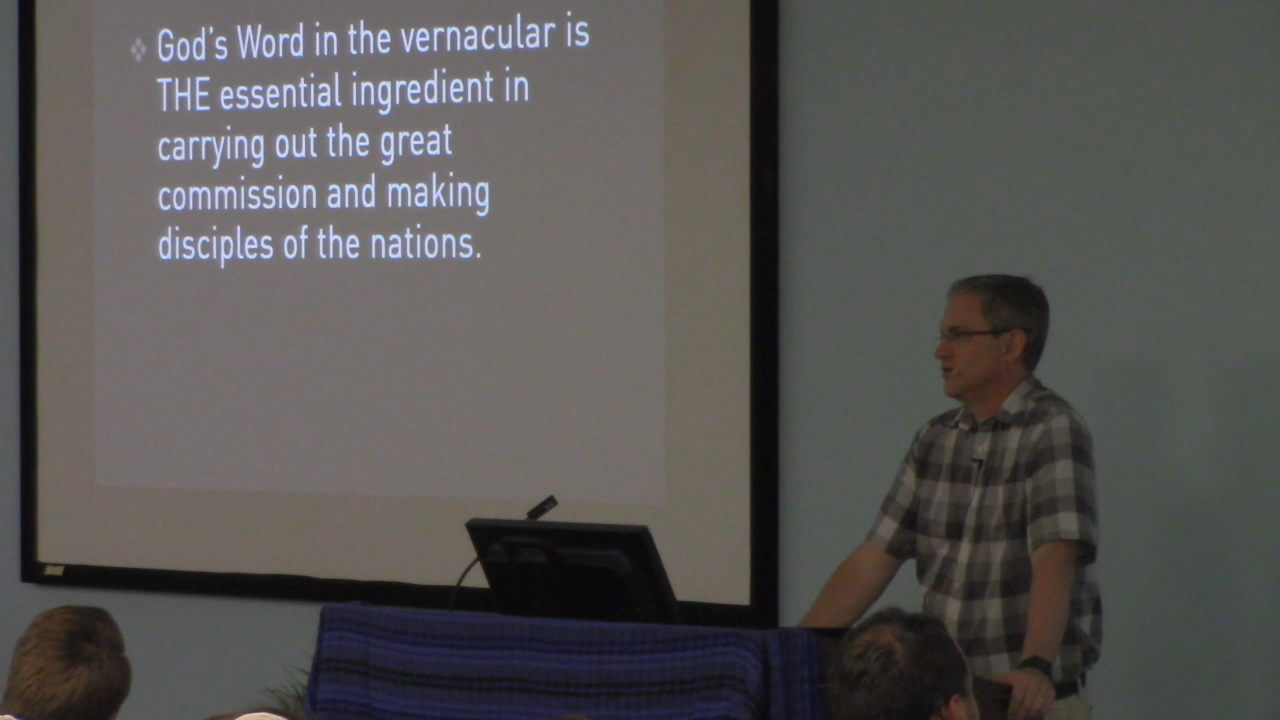 God's Word in the vernacular is
THE essential ingredient in
carrying out the great
commission and making
disciples of the nations.